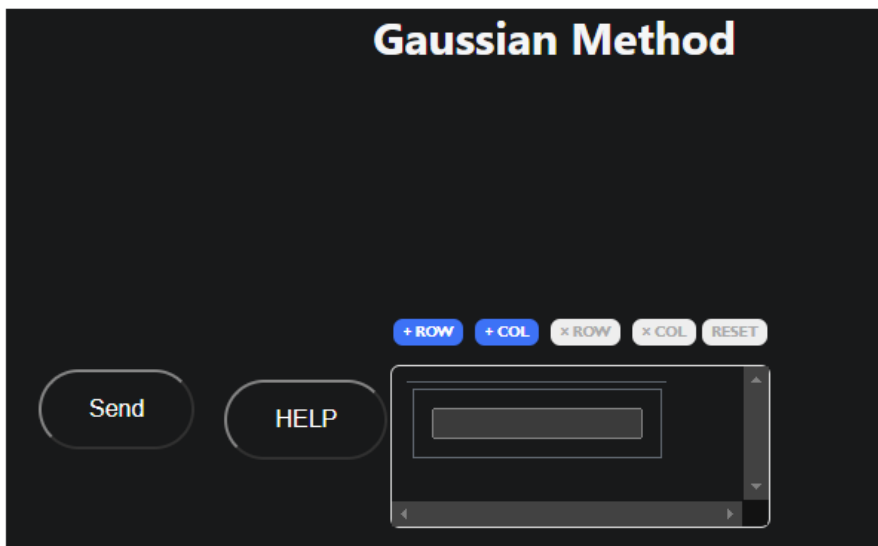 Gaussian Method
+ ROW + COL × ROW × COL RESET
Send HELP